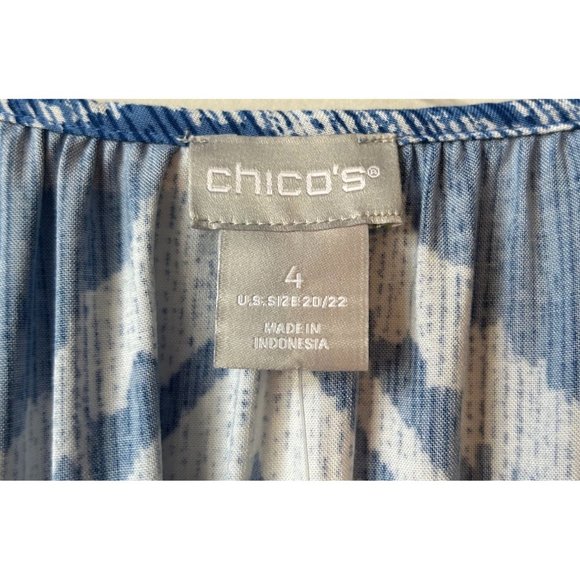 chico's®
4
U.S. SIZE 20/22
MADE IN
INDONESIA